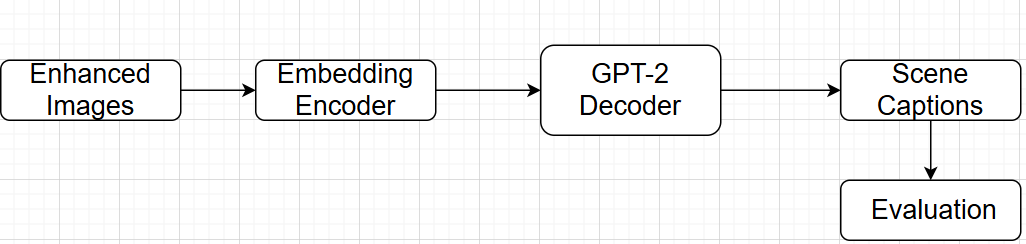 Enhanced
Images
Embedding
Encoder
GPT-2
Decoder
Scene
Captions
Evaluation